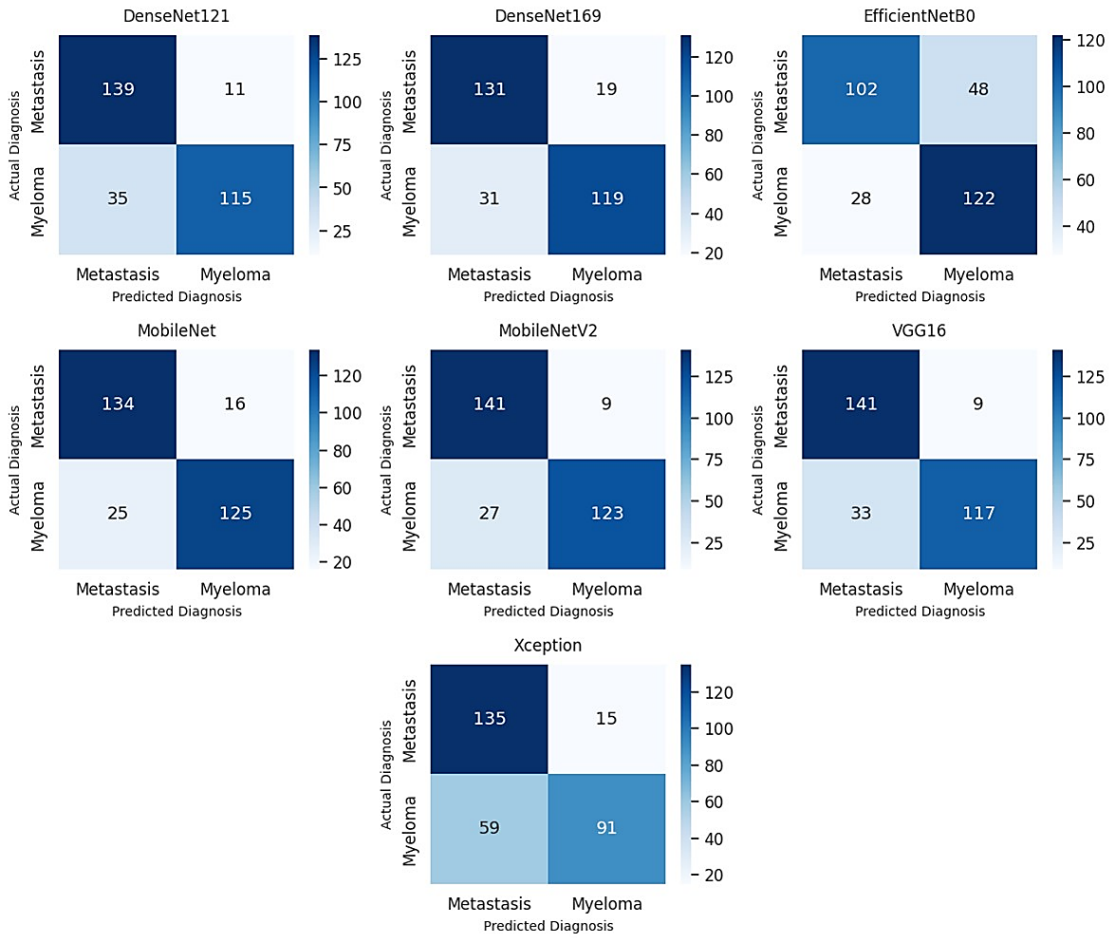 DenseNet121
Actual Diagnosis
Metastasis
Myeloma
139 11
35 115
Metastasis Myeloma
Predicted Diagnosis
125
100
75
50
25
DenseNet169
Actual Diagnosis
Metastasis
Myeloma
131 19
31 119
Metastasis Myeloma
Predicted Diagnosis
120
100
80
60
40
20
EfficientNetB0
Actual Diagnosis
Metastasis
Myeloma
102 48
28 122
Metastasis Myeloma
Predicted Diagnosis
120
100
80
60
40
MobileNet
Actual Diagnosis
Metastasis
Myeloma
134 16
25 125
Metastasis Myeloma
Predicted Diagnosis
120
100
80
60
40
20
MobileNetV2
Actual Diagnosis
Metastasis
Myeloma
141 9
27 123
Metastasis Myeloma
Predicted Diagnosis
125
100
75
50
25
VGG16
Actual Diagnosis
Metastasis
Myeloma
141 9
33 117
Metastasis Myeloma
Predicted Diagnosis
125
100
75
50
25
Xception
Actual Diagnosis
Metastasis
Myeloma
135 15
59 91
Metastasis Myeloma
Predicted Diagnosis
120
100
80
60
40
20